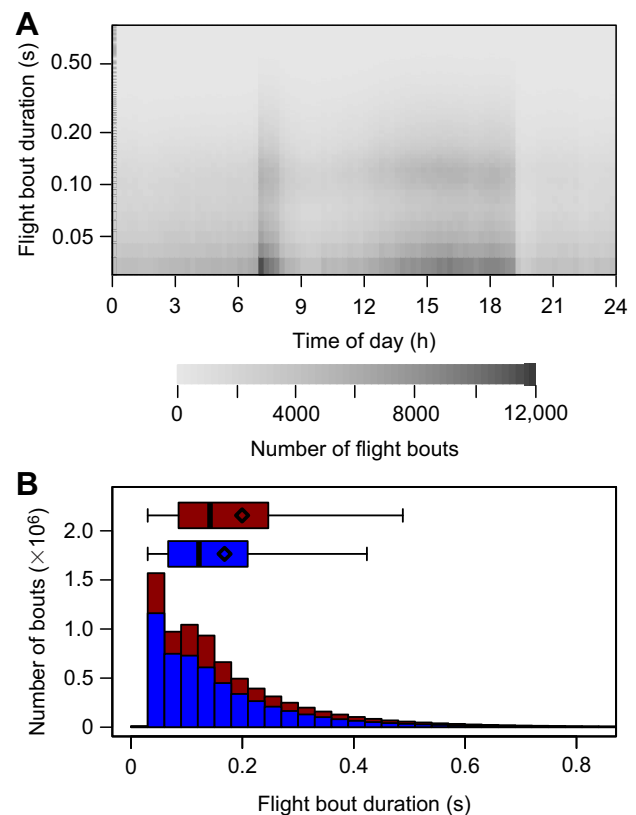 A
Flight bout duration (s)
0.50
0.20
0.10
0.05
0 3 6 9 12 15 18 21 24
Time of day (h)
0 4000 8000 12,000
Number of flight bouts
B
Number of bouts (×10⁶)
2.0
1.5
1.0
0.5
0
0 0.2 0.4 0.6 0.8
Flight bout duration (s)